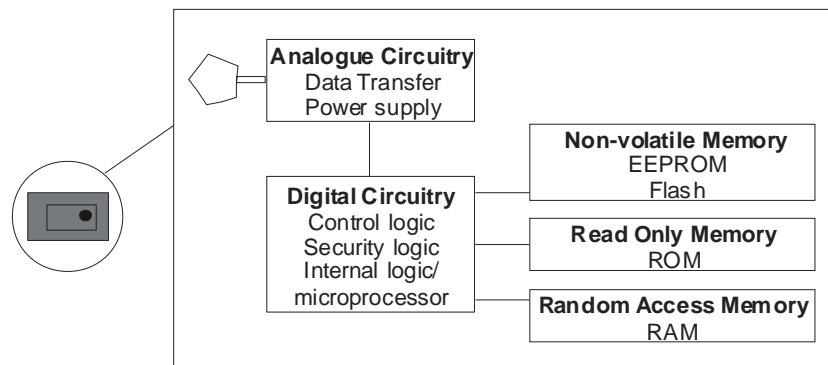 Analogue Circuitry
Data Transfer
Power supply
Non-volatile Memory
EEPROM
Flash
Digital Circuitry
Control logic
Security logic
Internal logic/
microprocessor
Read Only Memory
ROM
Random Access Memory
RAM